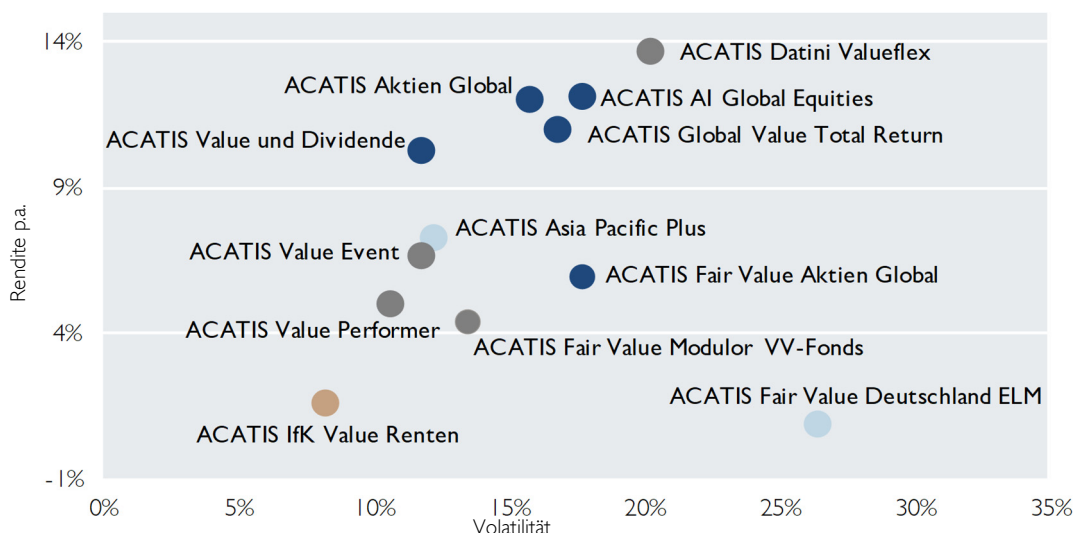 14%
ACATIS Datini Valueflex
ACATIS Aktien Global
ACATIS AI Global Equities
ACATIS Global Value Total Return
ACATIS Value und Dividende
9%
Rendite p.a.
ACATIS Asia Pacific Plus
ACATIS Value Event
ACATIS Fair Value Aktien Global
ACATIS Value Performer
4%
ACATIS Fair Value Modulor VV-Fonds
ACATIS Fair Value Deutschland ELM
ACATIS IfK Value Renten
-1%
0% 5% 10% 15% 20% 25% 30% 35%
Volatilität